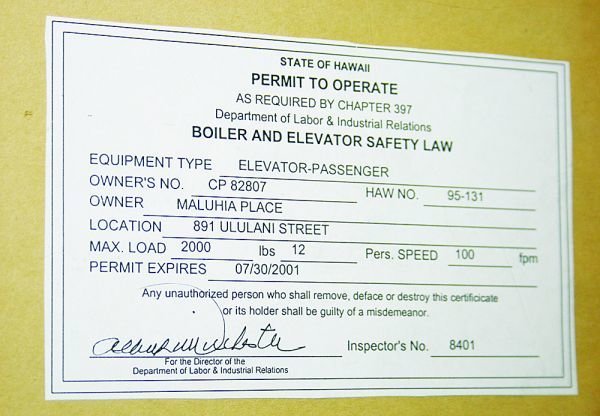 STATE OF HAWAII
PERMIT TO OPERATE
AS REQUIRED BY CHAPTER 397
Department of Labor & Industrial Relations
BOILER AND ELEVATOR SAFETY LAW
EQUIPMENT TYPE ELEVATOR-PASSENGER
OWNER'S NO. CP 82807 HAW NO. 95-131
OWNER MALUHIA PLACE
LOCATION 891 ULULANI STREET
MAX. LOAD 2000 lbs 12 Pers. SPEED 100 fpm
PERMIT EXPIRES 07/30/2001
Any unauthorized person who shall remove, deface or destroy this certificicate
or its holder shall be guilty of a misdemeanor.
Inspector's No. 8401
For the Director of the
Department of Labor & Industrial Relations